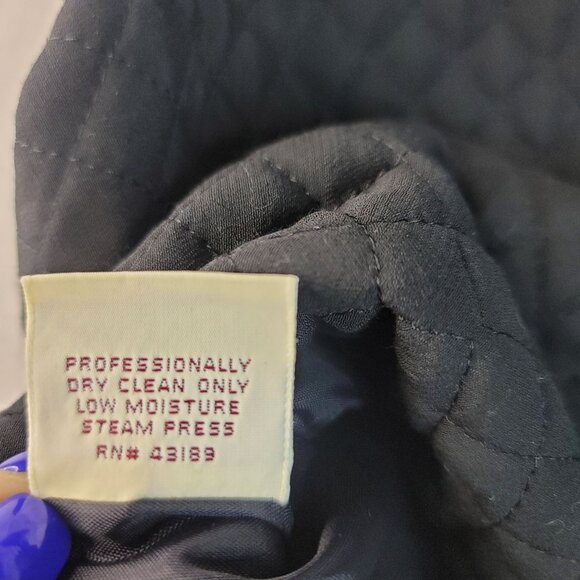 PROFESSIONALLY
DRY CLEAN ONLY
LOW MOISTURE
STEAM PRESS
RN# 43189